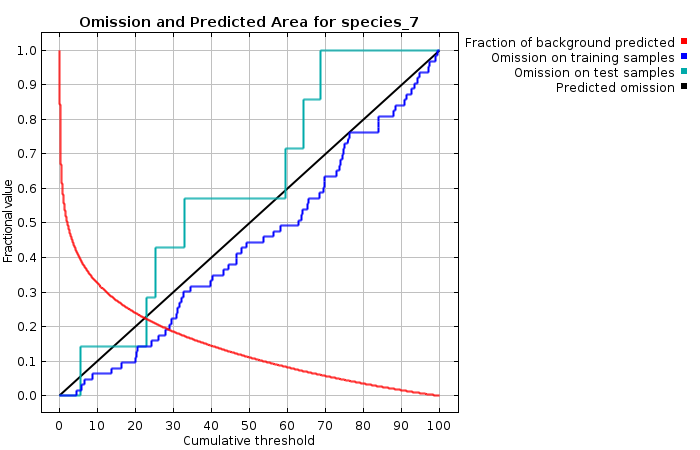 Omission and Predicted Area for species_7
Fraction of background predicted
Omission on training samples
Omission on test samples
Predicted omission
Fractional value
1.0
0.9
0.8
0.7
0.6
0.5
0.4
0.3
0.2
0.1
0.0
0 10 20 30 40 50 60 70 80 90 100
Cumulative threshold